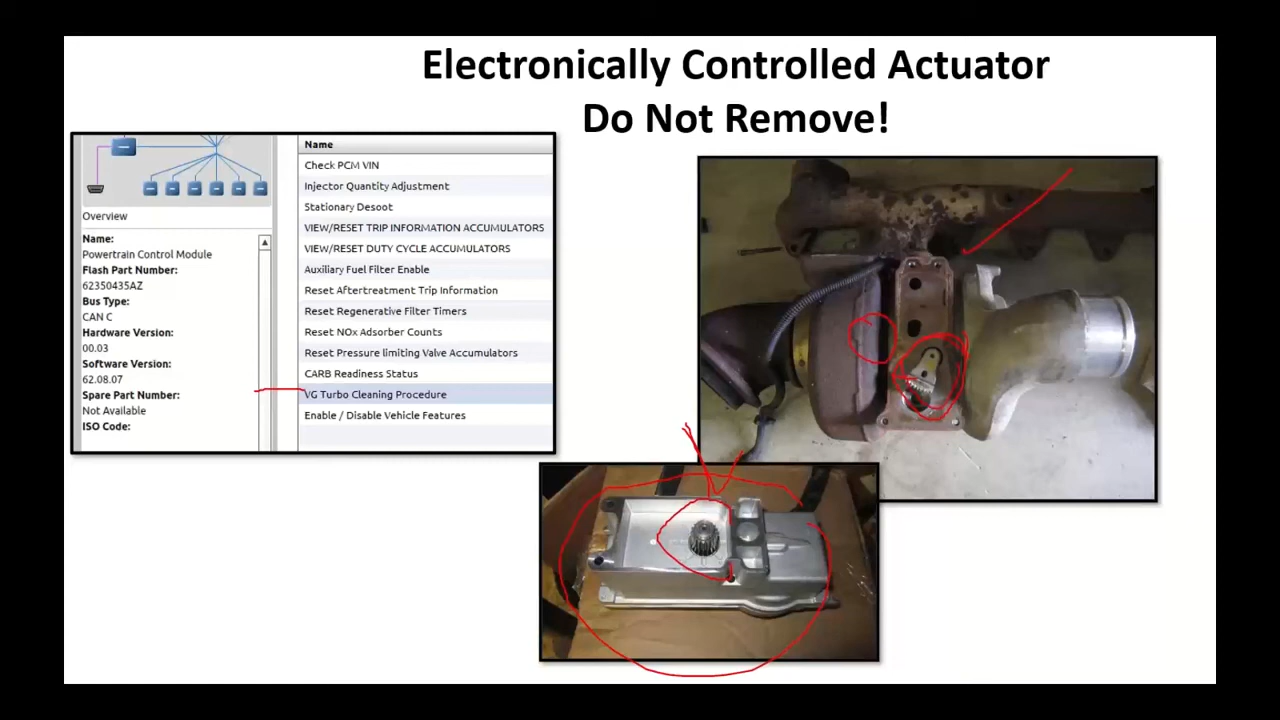 Electronically Controlled Actuator
Do Not Remove!
Overview
Name:
Powertrain Control Module
Flash Part Number:
62350435AZ
Bus Type:
CAN C
Hardware Version:
00.03
Software Version:
62.08.07
Spare Part Number:
Not Available
ISO Code:
Name
Check PCM VIN
Injector Quantity Adjustment
Stationary Desoot
VIEW/RESET TRIP INFORMATION ACCUMULATORS
VIEW/RESET DUTY CYCLE ACCUMULATORS
Auxiliary Fuel Filter Enable
Reset Aftertreatment Trip Information
Reset Regenerative Filter Timers
Reset NOx Adsorber Counts
Reset Pressure limiting Valve Accumulators
CARB Readiness Status
VG Turbo Cleaning Procedure
Enable / Disable Vehicle Features